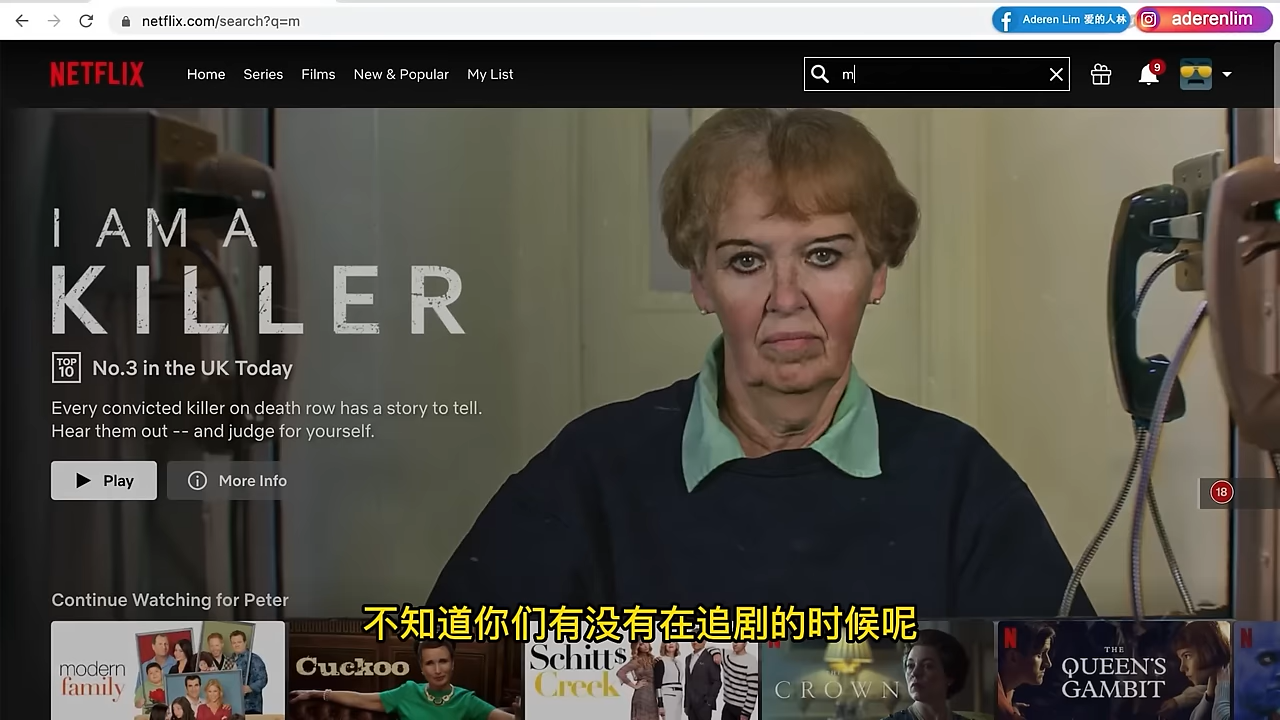 netflix.com/search?q=m
Aderen Lim 爱的人林
aderenlim
NETFLIX
Home
Series
Films
New & Popular
My List
m
9
I AM A
KILLER
TOP
10
No.3 in the UK Today
Every convicted killer on death row has a story to tell.
Hear them out -- and judge for yourself.
Play
More Info
18
Continue Watching for Peter
不知道你们有没有在追剧的时候呢
modern
family
Cuckoo
Schitt's
Creek
N
CROWN
N
THE
QUEEN'S
GAMBIT
N